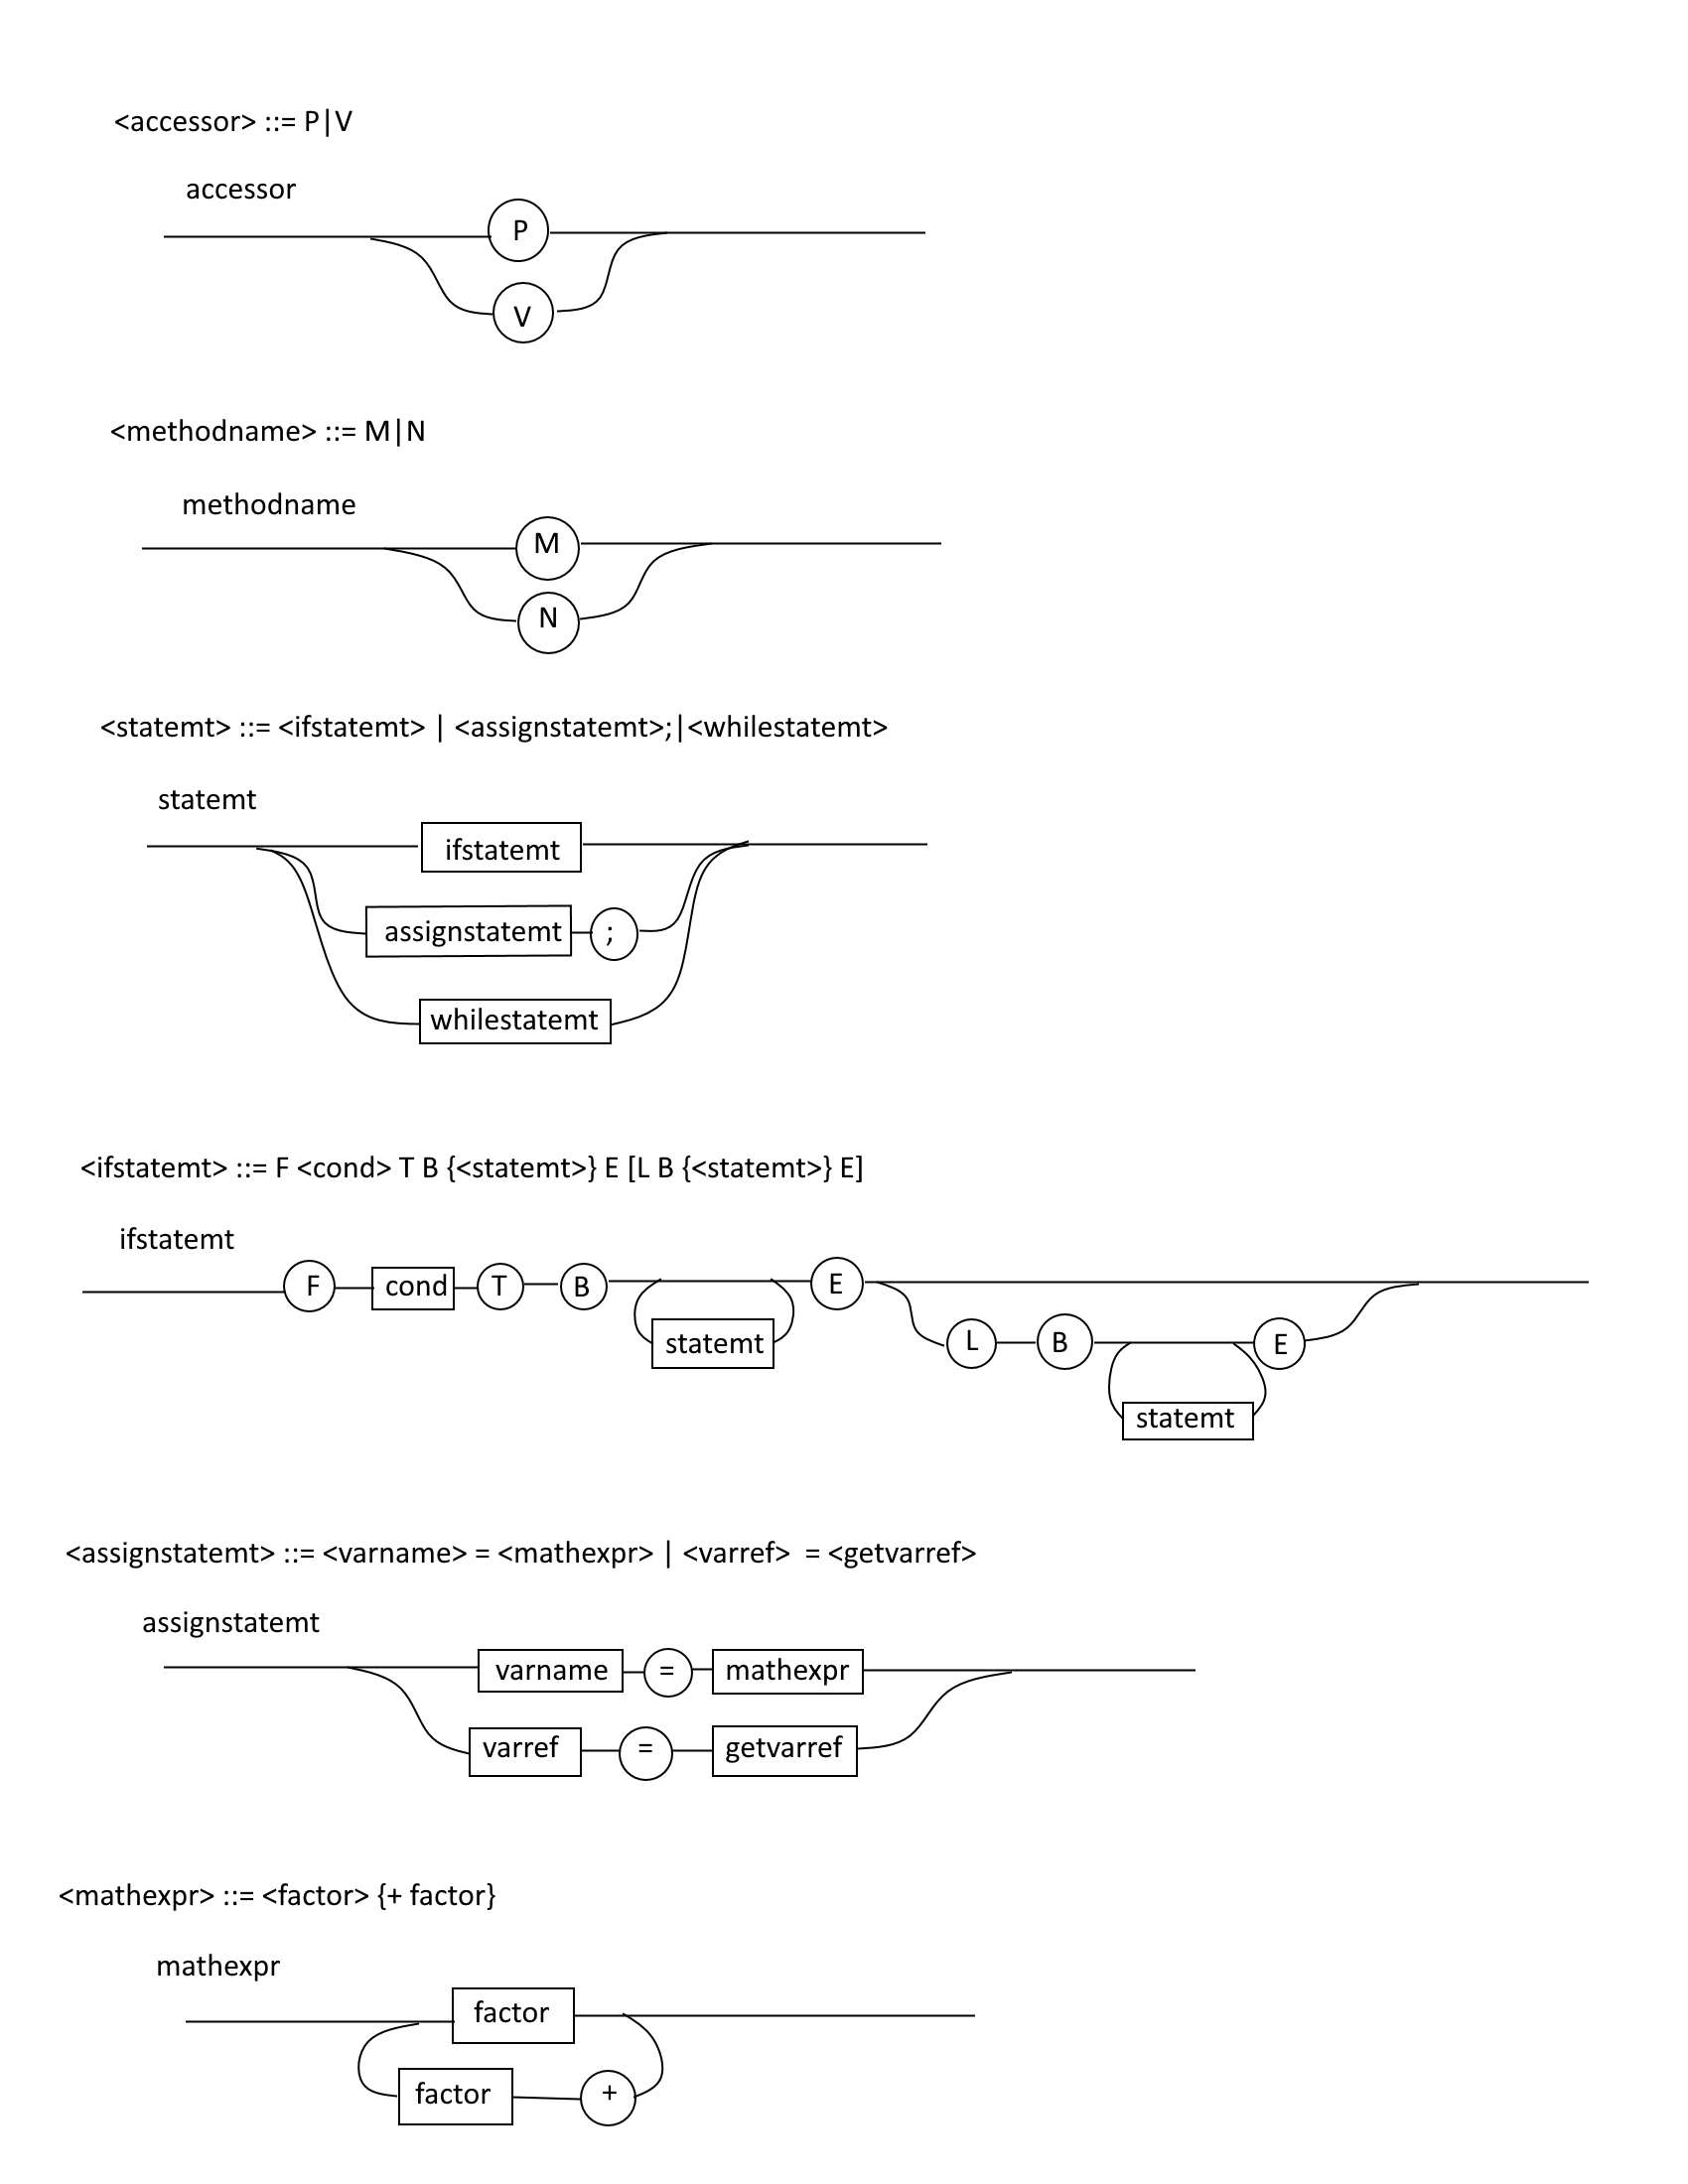 <accessor> ::= P|V
accessor
P
V
<methodname> ::= M|N
methodname
M
N
<statemt> ::= <ifstatemt> | <assignstatemt>;|<whilestatemt>
statemt
ifstatemt
assignstatemt ;
whilestatemt
<ifstatemt> ::= F <cond> T B {<statemt>} E [L B {<statemt>} E]
ifstatemt
F cond T B E
statemt L B E
statemt
<assignstatemt> ::= <varname> = <mathexpr> | <varref>  = <getvarref>
assignstatemt
varname = mathexpr
varref = getvarref
<mathexpr> ::= <factor> {+ factor}
mathexpr
factor
factor +